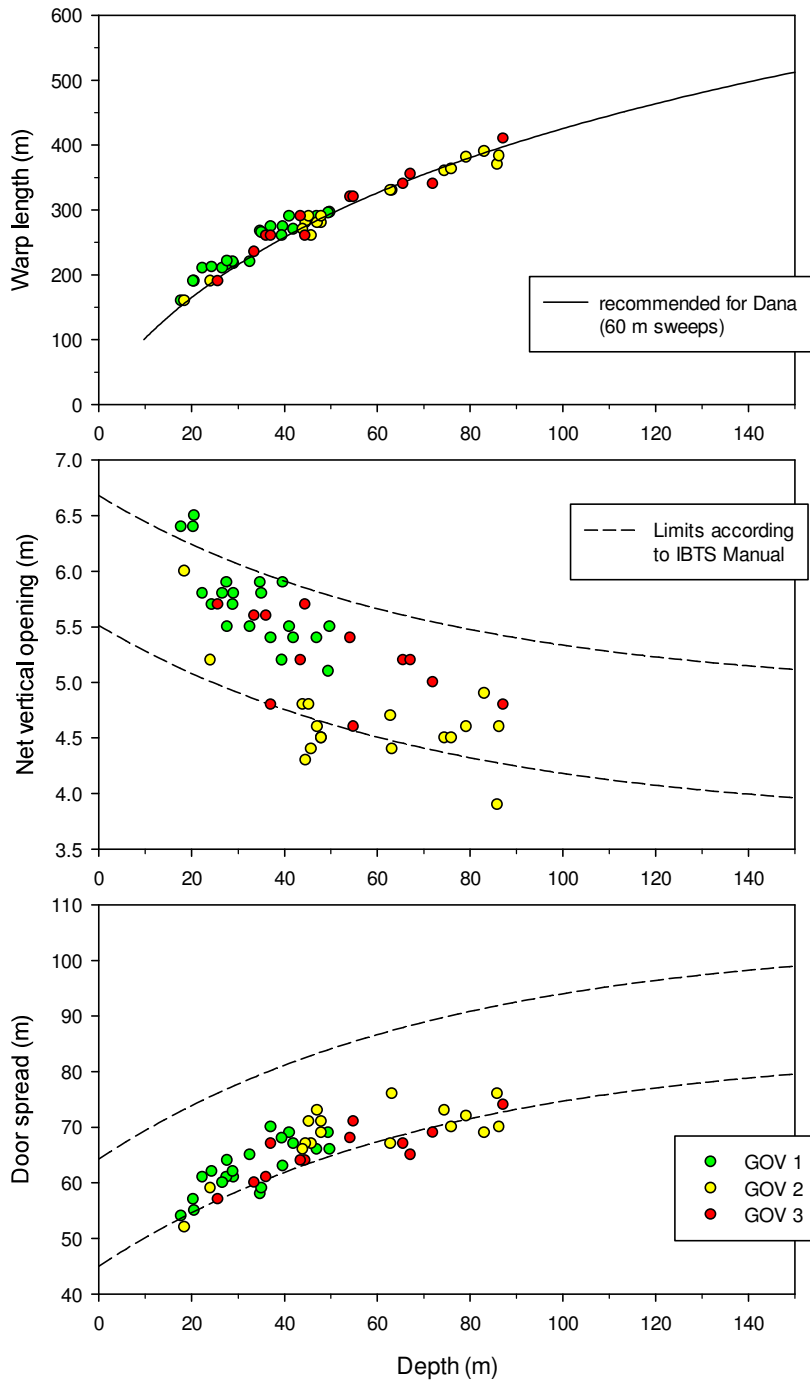 600
500
400
300
200
100
0
Warp length (m)
recommended for Dana
(60 m sweeps)
0 20 40 60 80 100 120 140
7.0
6.5
6.0
5.5
5.0
4.5
4.0
3.5
Net vertical opening (m)
Limits according
to IBTS Manual
0 20 40 60 80 100 120 140
110
100
90
80
70
60
50
40
Door spread (m)
GOV 1
GOV 2
GOV 3
0 20 40 60 80 100 120 140
Depth (m)